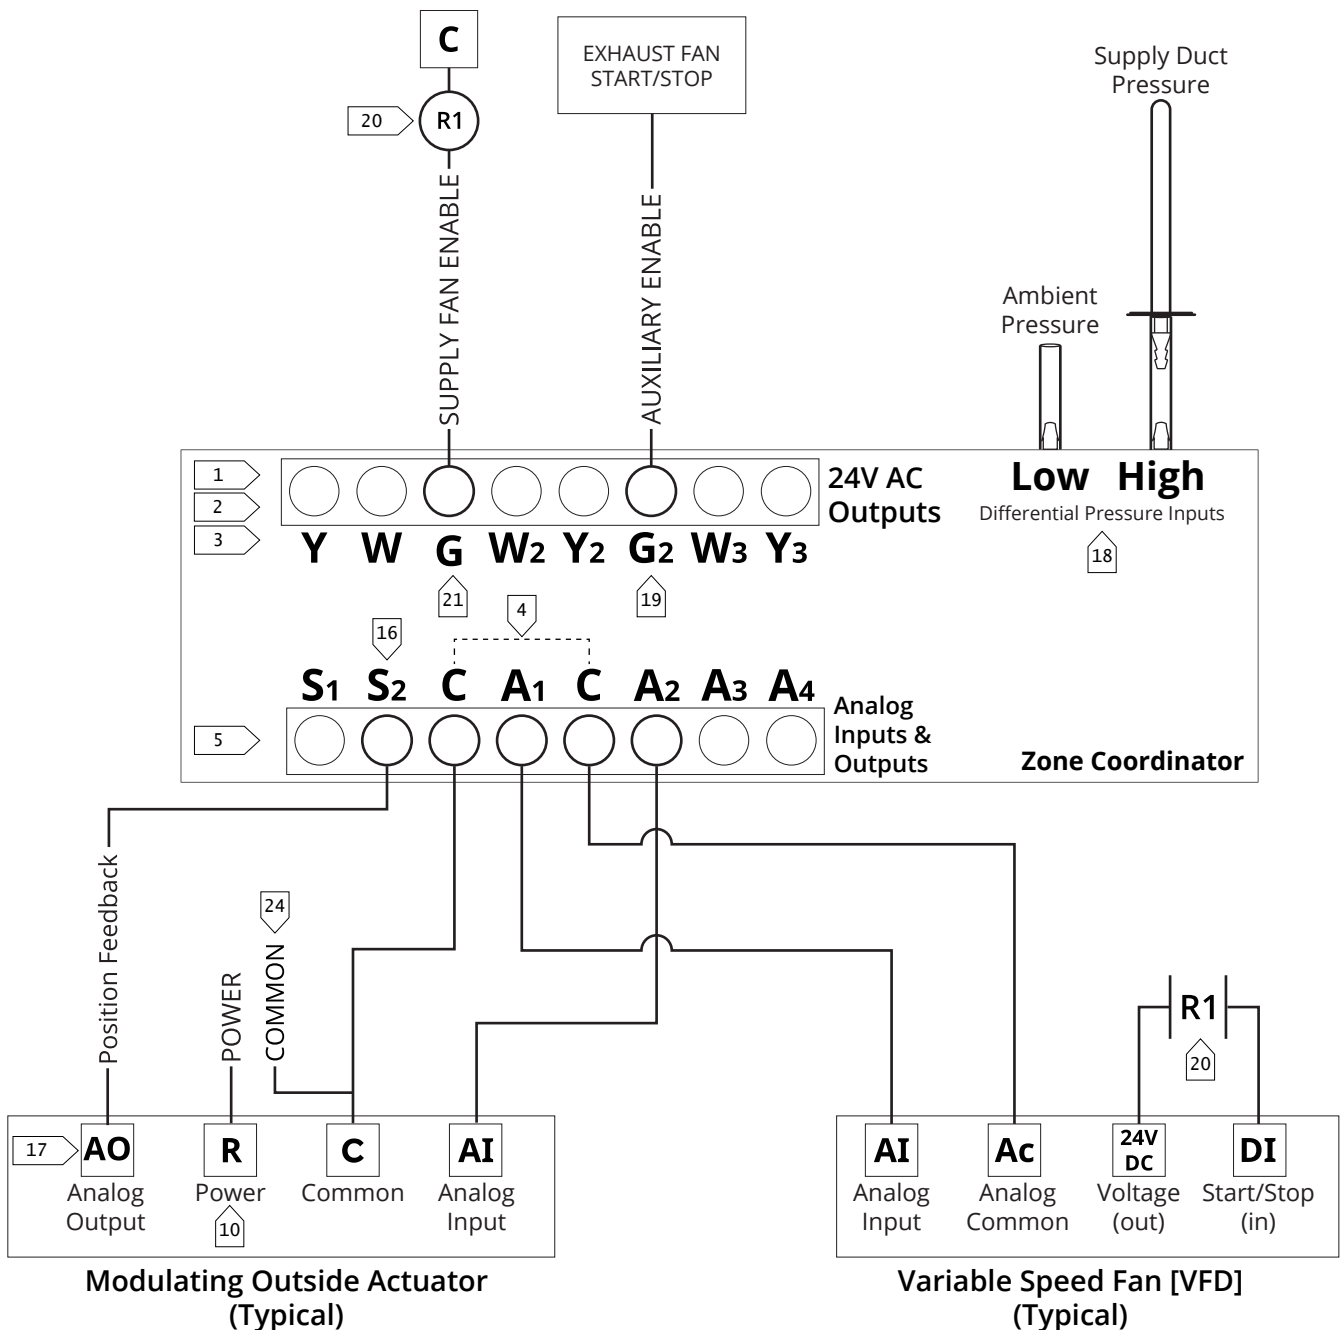 C
EXHAUST FAN
START/STOP
Supply Duct
Pressure
20
R1
SUPPLY FAN ENABLE
AUXILIARY ENABLE
Ambient
Pressure
1
2
3
24V AC
Outputs
Low High
Differential Pressure Inputs
18
Y W G W2 Y2 G2 W3 Y3
21
4
19
16
S1 S2 C A1 C A2 A3 A4
5
Analog
Inputs &
Outputs
Zone Coordinator
Position Feedback
POWER
24
COMMON
R1
20
17
AO
Analog
Output
R
Power
10
C
Common
AI
Analog
Input
Modulating Outside Actuator
(Typical)
AI
Analog
Input
Ac
Analog
Common
24V
DC
Voltage
(out)
DI
Start/Stop
(in)
Variable Speed Fan [VFD]
(Typical)